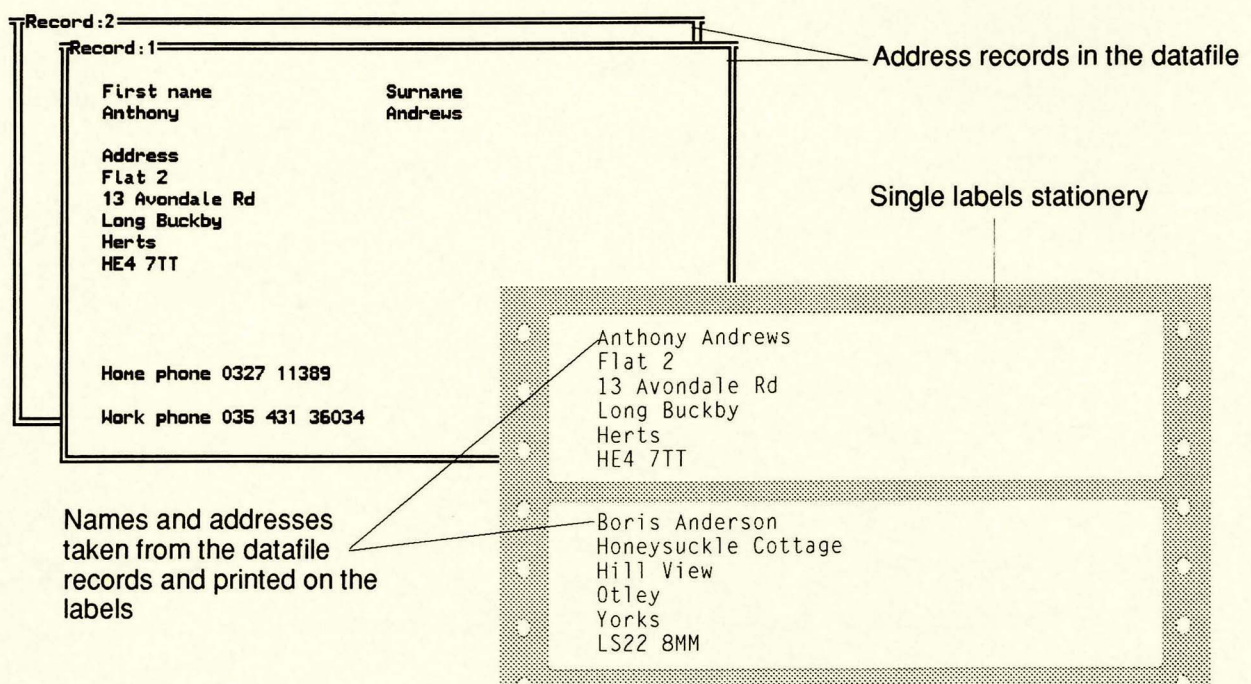 Record:2
Record:1
First name Surname
Anthony Andrews
Address
Flat 2
13 Avondale Rd
Long Buckby
Herts
HE4 7TT
Home phone 0327 11389
Work phone 035 431 36034
Address records in the datafile
Single labels stationery
Anthony Andrews
Flat 2
13 Avondale Rd
Long Buckby
Herts
HE4 7TT
Names and addresses
taken from the datafile
records and printed on the
labels
Boris Anderson
Honeysuckle Cottage
Hill View
Otley
Yorks
LS22 8MM